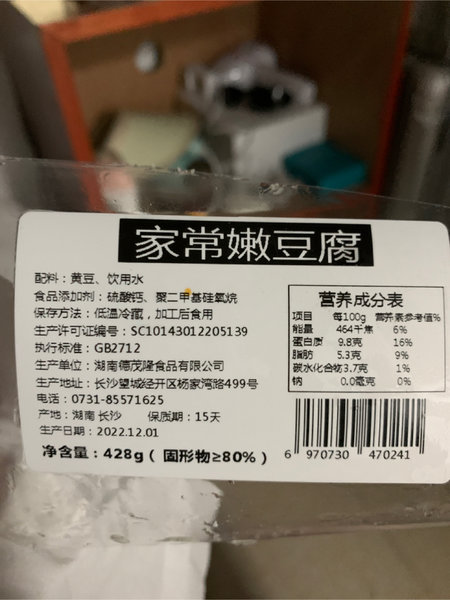 家常嫩豆腐
配料：黄豆、饮用水
食品添加剂：硫酸钙、聚二甲基硅氧烷
保存方法：低温冷藏，加工后食用
生产许可证编号：SC10143012205139
执行标准：GB2712
生产单位：湖南德茂隆食品有限公司
生产地址：长沙望城经开区杨家湾路499号
电话：0731-85571625
产地：湖南 长沙 保质期：15天
生产日期：2022.12.01
净含量：428g（固形物≥80%）
营养成分表
项目 每100g 营养素参考值%
能量 464千焦 6%
蛋白质 9.8克 16%
脂肪 5.3克 9%
碳水化合物 3.7克 1%
钠 0.0毫克 0%
6 970730 470241